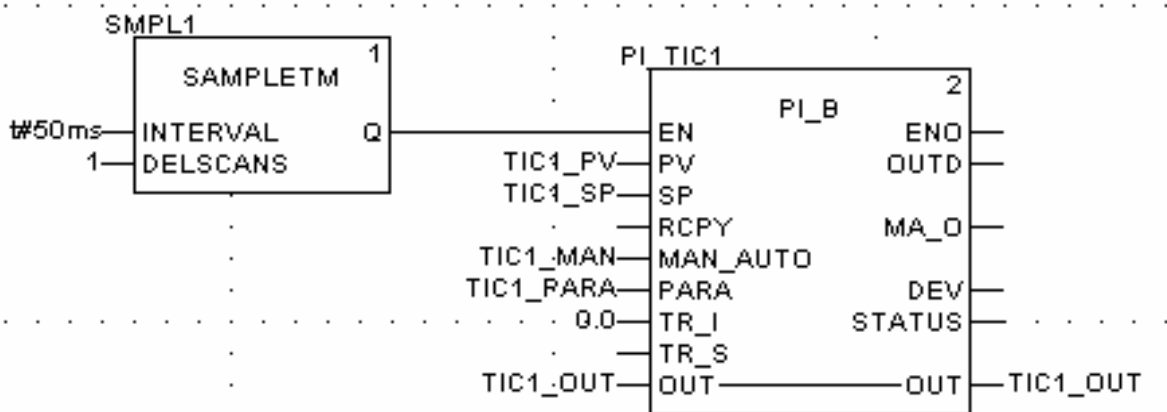 SMPL1
1
SAMPLETM
t#50ms INTERVAL Q
1 DELSCANS
PI_TIC1
2
PI_B
EN ENO
TIC1_PV PV OUTD
TIC1_SP SP
RCPY MA_O
TIC1_MAN MAN_AUTO
TIC1_PARA PARA DEV
0.0 TR_I STATUS
TR_S
TIC1_OUT OUT OUT TIC1_OUT